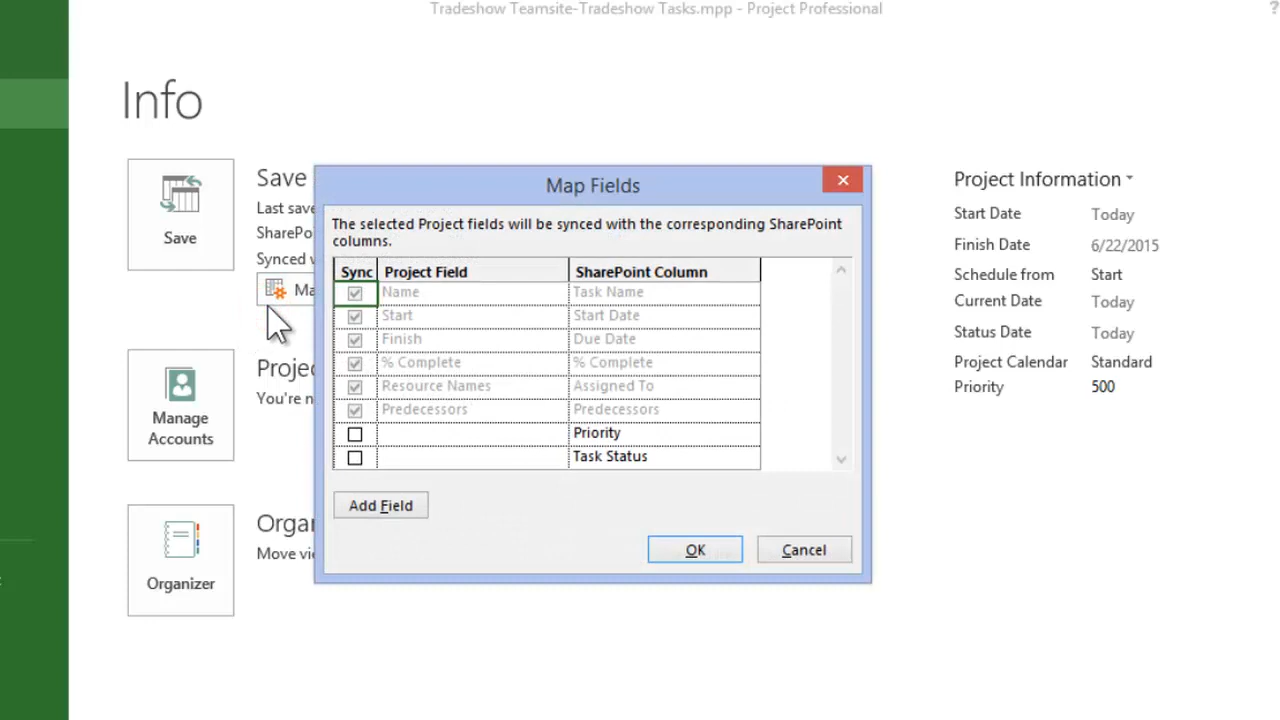 Tradeshow Teamsite-Tradeshow Tasks.mpp - Project Professional
?
Info
Save
Save
Last save
SharePoi
Synced w
Ma
Manage
Accounts
Projec
You're n
Organizer
Organ
Move vie
Map Fields
The selected Project fields will be synced with the corresponding SharePoint
columns.
Sync Project Field SharePoint Column
Name Task Name
Start Start Date
Finish Due Date
% Complete % Complete
Resource Names Assigned To
Predecessors Predecessors
Priority
Task Status
Add Field
OK Cancel
Project Information
Start Date Today
Finish Date 6/22/2015
Schedule from Start
Current Date Today
Status Date Today
Project Calendar Standard
Priority 500